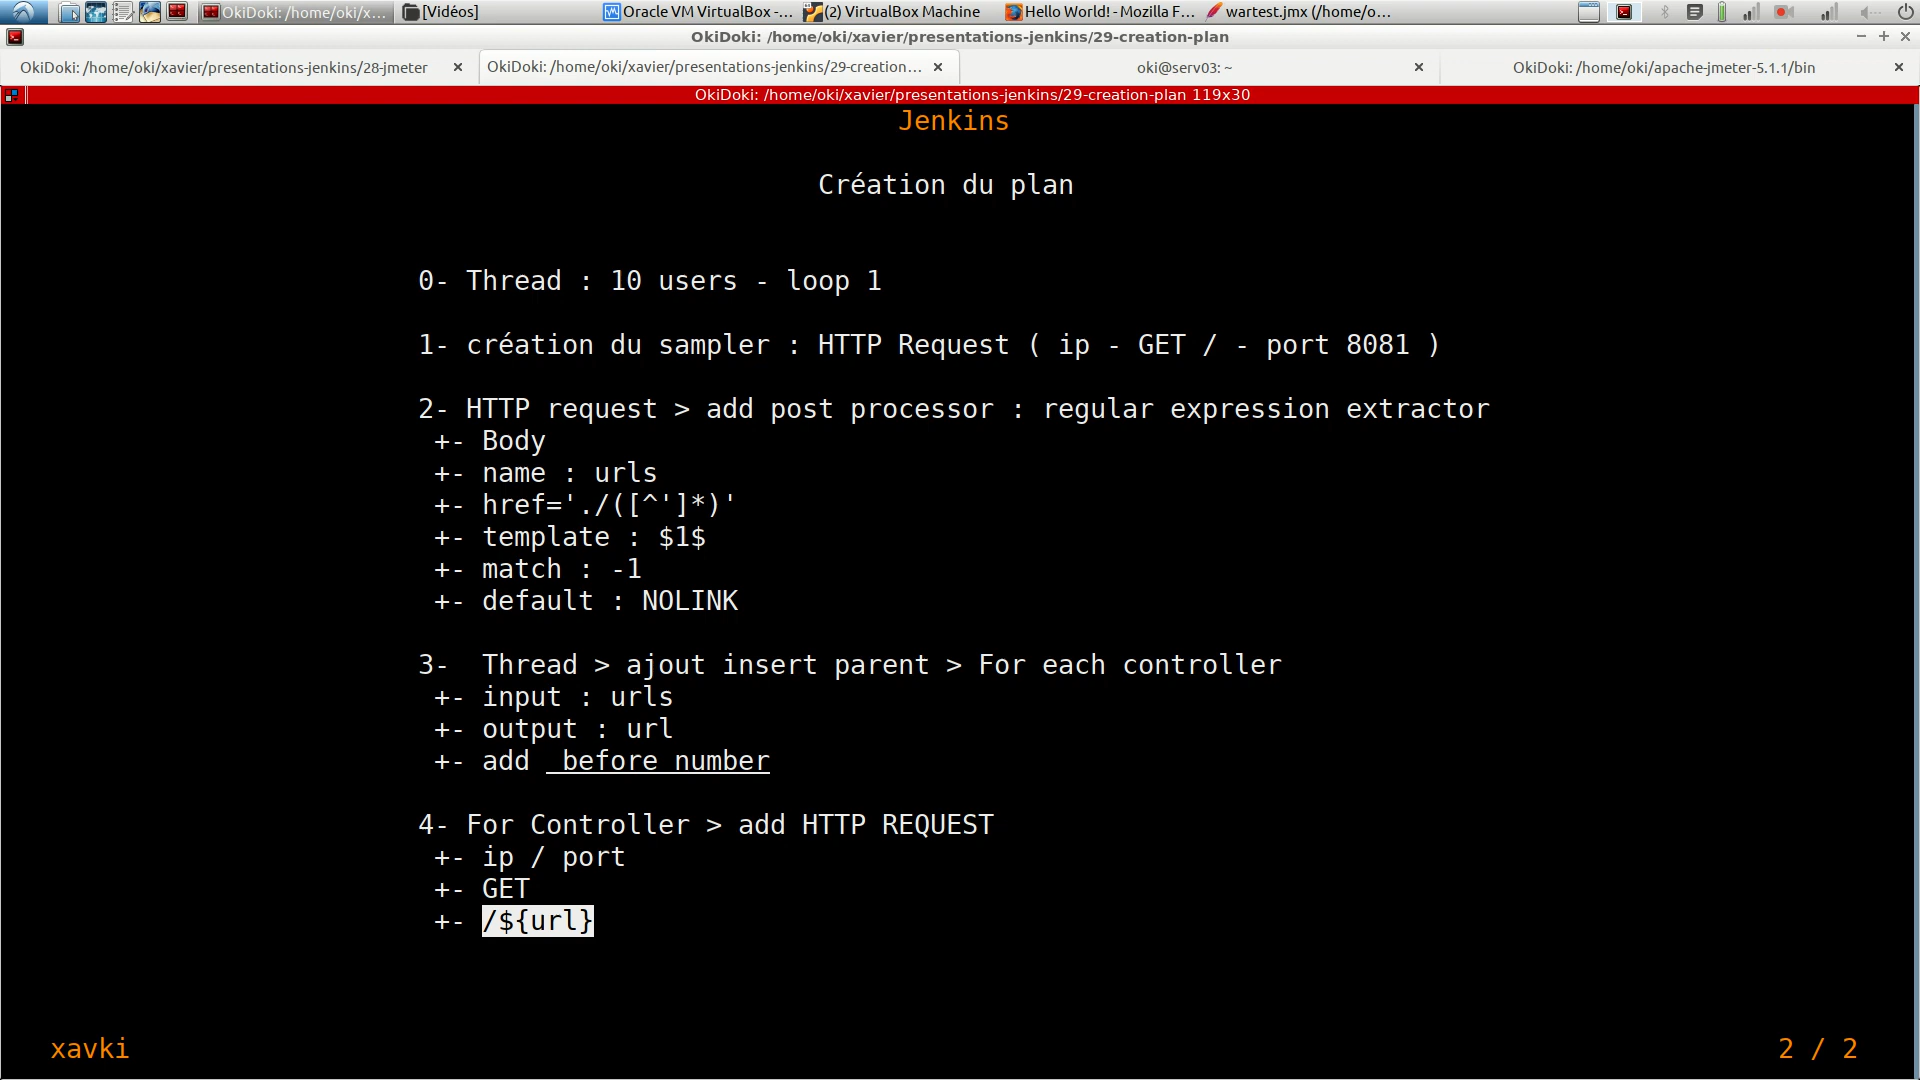 OkiDoki: /home/oki/x...
[Vidéos]
Oracle VM VirtualBox -...
(2) VirtualBox Machine
Hello World! - Mozilla F...
wartest.jmx (/home/o...
OkiDoki: /home/oki/xavier/presentations-jenkins/29-creation-plan
OkiDoki: /home/oki/xavier/presentations-jenkins/28-jmeter
OkiDoki: /home/oki/xavier/presentations-jenkins/29-creation...
oki@serv03: ~
OkiDoki: /home/oki/apache-jmeter-5.1.1/bin
OkiDoki: /home/oki/xavier/presentations-jenkins/29-creation-plan 119x30
Jenkins
Création du plan
0- Thread : 10 users - loop 1
1- création du sampler : HTTP Request ( ip - GET / - port 8081 )
2- HTTP request > add post processor : regular expression extractor
+- Body
+- name : urls
+- href='./([^']*)'
+- template : $1$
+- match : -1
+- default : NOLINK
3-  Thread > ajout insert parent > For each controller
+- input : urls
+- output : url
+- add  before number
4- For Controller > add HTTP REQUEST
+- ip / port
+- GET
+- /${url}
xavki
2 / 2